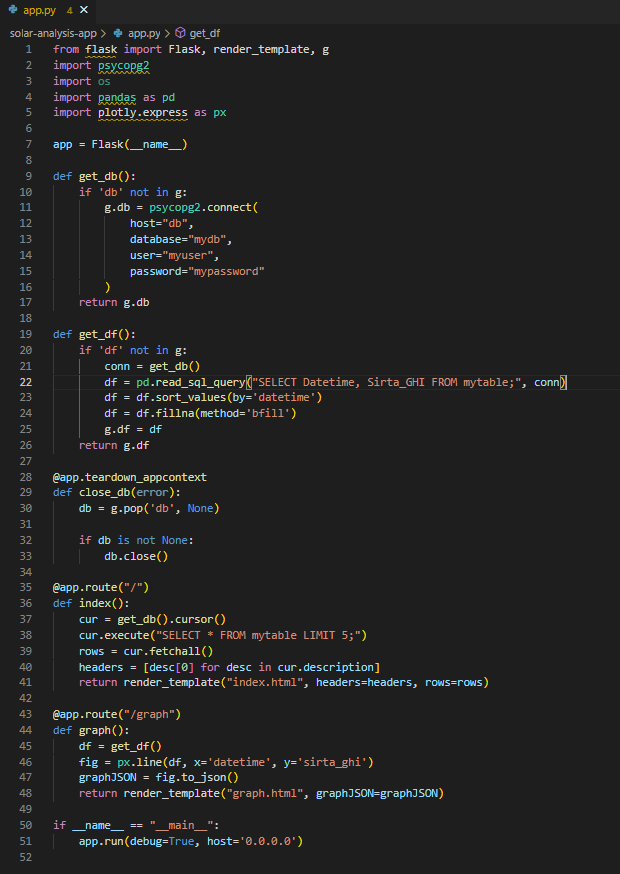 app.py 4 ×
solar-analysis-app > app.py > get_df
1 from flask import Flask, render_template, g
2 import psycopg2
3 import os
4 import pandas as pd
5 import plotly.express as px
6
7 app = Flask(__name__)
8
9 def get_db():
10     if 'db' not in g:
11         g.db = psycopg2.connect(
12             host="db",
13             database="mydb",
14             user="myuser",
15             password="mypassword"
16         )
17     return g.db
18
19 def get_df():
20     if 'df' not in g:
21         conn = get_db()
22         df = pd.read_sql_query("SELECT Datetime, Sirta_GHI FROM mytable;", conn)
23         df = df.sort_values(by='datetime')
24         df = df.fillna(method='bfill')
25         g.df = df
26     return g.df
27
28 @app.teardown_appcontext
29 def close_db(error):
30     db = g.pop('db', None)
31
32     if db is not None:
33         db.close()
34
35 @app.route("/")
36 def index():
37     cur = get_db().cursor()
38     cur.execute("SELECT * FROM mytable LIMIT 5;")
39     rows = cur.fetchall()
40     headers = [desc[0] for desc in cur.description]
41     return render_template("index.html", headers=headers, rows=rows)
42
43 @app.route("/graph")
44 def graph():
45     df = get_df()
46     fig = px.line(df, x='datetime', y='sirta_ghi')
47     graphJSON = fig.to_json()
48     return render_template("graph.html", graphJSON=graphJSON)
49
50 if __name__ == "__main__":
51     app.run(debug=True, host='0.0.0.0')
52